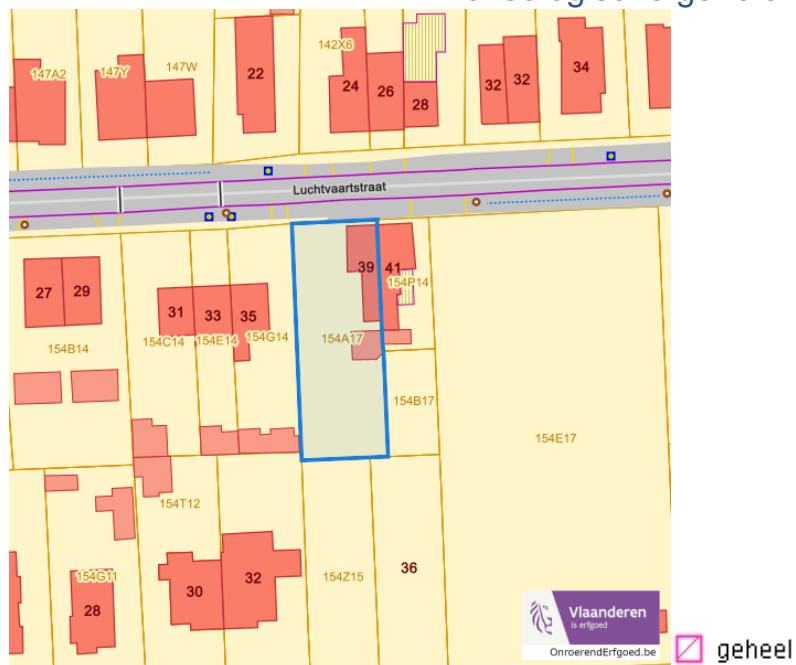 147A2
147Y
147W
22
142X6
24
26
28
32
32
34
Luchtvaartstraat
27
29
154B14
31
33
35
154C14
154E14
154G14
39
41
154P14
154A17
154B17
154E17
154T12
154G11
28
30
32
154Z15
36
Vlaanderen
is erfgoed
OnroerendErfgoed.be
geheel